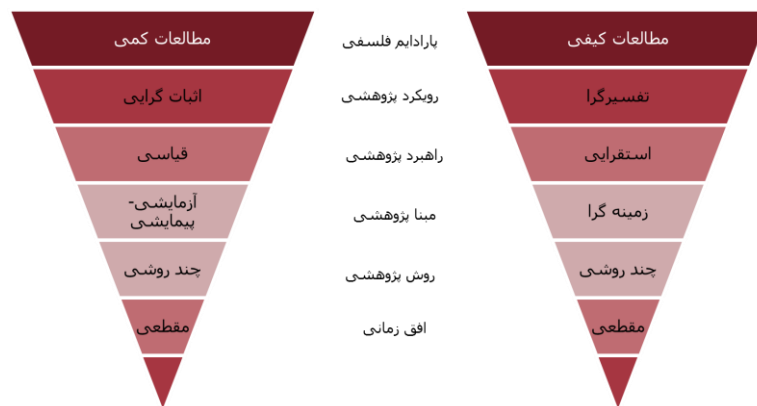 مطالعات کیفی
پارادایم فلسفی
مطالعات کمی
تفسیرگرا
رویکرد پژوهشی
اثبات گرایی
استقرایی
راهبرد پژوهشی
قیاسی
زمینه گرا
مبنا پژوهشی
آزمایشی-
پیمایشی
چند روشی
روش پژوهشی
چند روشی
مقطعی
افق زمانی
مقطعی